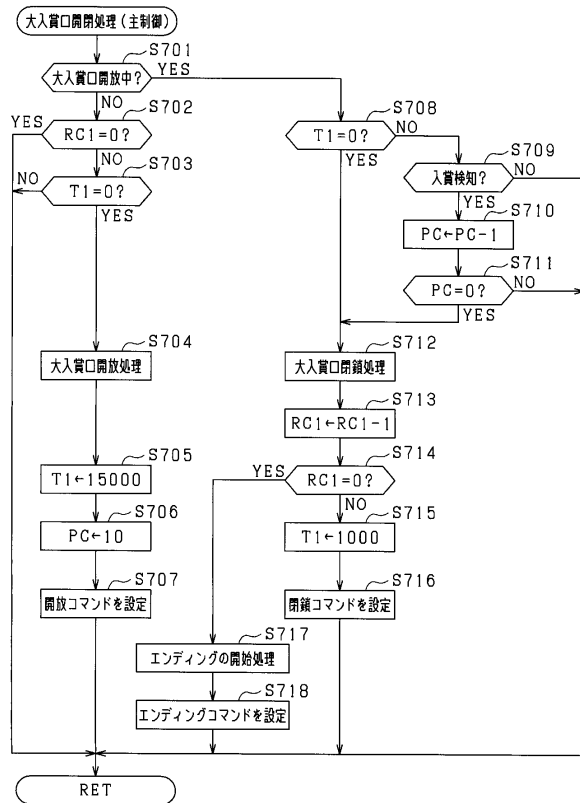 大入賞口開閉処理(主制御)
S701
大入賞口開放中?
YES
NO
S702
YES
RC1=0?
NO
S703
NO
T1=0?
YES
S704
大入賞口開放処理
S705
T1←15000
S706
PC←10
S707
開放コマンドを設定
S708
T1=0?
NO
YES
S709
入賞検知?
NO
YES
S710
PC←PC-1
S711
PC=0?
NO
YES
S712
大入賞口閉鎖処理
S713
RC1←RC1-1
S714
YES
RC1=0?
NO
S715
T1←1000
S716
閉鎖コマンドを設定
S717
エンディングの開始処理
S718
エンディングコマンドを設定
RET